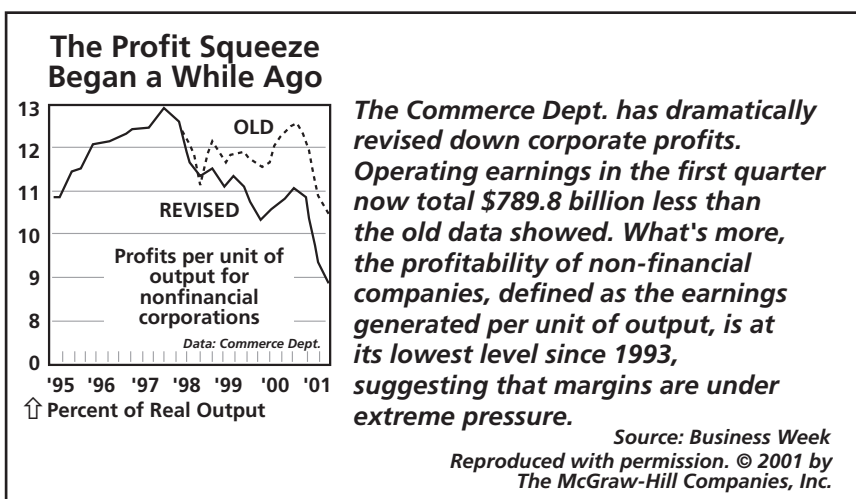 The Profit Squeeze
Began a While Ago
13
12
11
10
9
8
0
OLD
REVISED
Profits per unit of
output for
nonfinancial
corporations
Data: Commerce Dept.
'95 '96 '97 '98 '99 '00 '01
Percent of Real Output
The Commerce Dept. has dramatically
revised down corporate profits.
Operating earnings in the first quarter
now total $789.8 billion less than
the old data showed. What's more,
the profitability of non-financial
companies, defined as the earnings
generated per unit of output, is at
its lowest level since 1993,
suggesting that margins are under
extreme pressure.
Source: Business Week
Reproduced with permission. © 2001 by
The McGraw-Hill Companies, Inc.